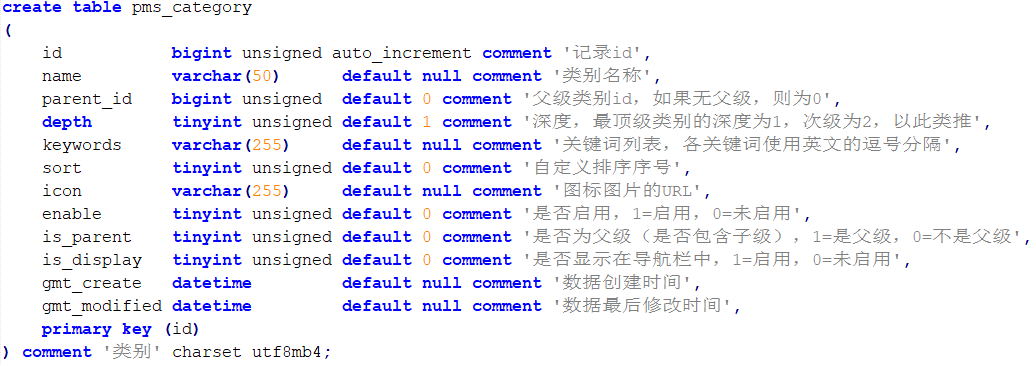 create table pms_category
(
    id           bigint unsigned auto_increment comment '记录id',
    name         varchar(50)      default null comment '类别名称',
    parent_id    bigint unsigned  default 0 comment '父级类别id，如果无父级，则为0',
    depth        tinyint unsigned default 1 comment '深度，最顶级类别的深度为1，次级为2，以此类推',
    keywords     varchar(255)     default null comment '关键词列表，各关键词使用英文的逗号分隔',
    sort         tinyint unsigned default 0 comment '自定义排序序号',
    icon         varchar(255)     default null comment '图标图片的URL',
    enable       tinyint unsigned default 0 comment '是否启用，1=启用，0=未启用',
    is_parent    tinyint unsigned default 0 comment '是否为父级（是否包含子级），1=是父级，0=不是父级',
    is_display   tinyint unsigned default 0 comment '是否显示在导航栏中，1=启用，0=未启用',
    gmt_create   datetime         default null comment '数据创建时间',
    gmt_modified datetime         default null comment '数据最后修改时间',
    primary key (id)
) comment '类别' charset utf8mb4;